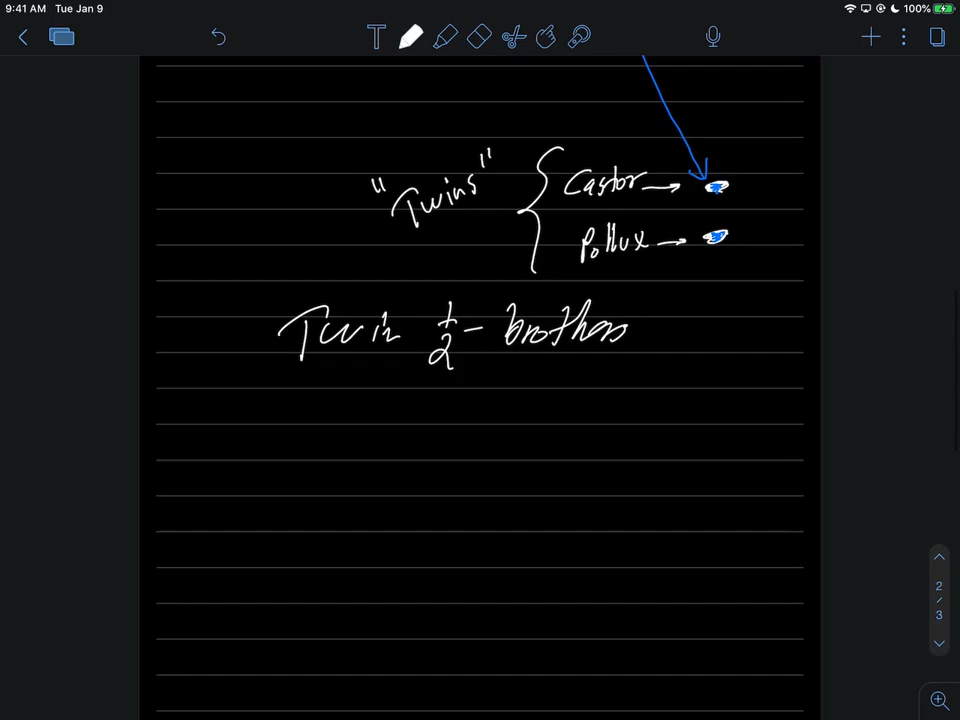 9:41 AM Tue Jan 9 100%
"Twins" { Castor →
Pollux →
Twin 1/2 - brothers
2
/
3